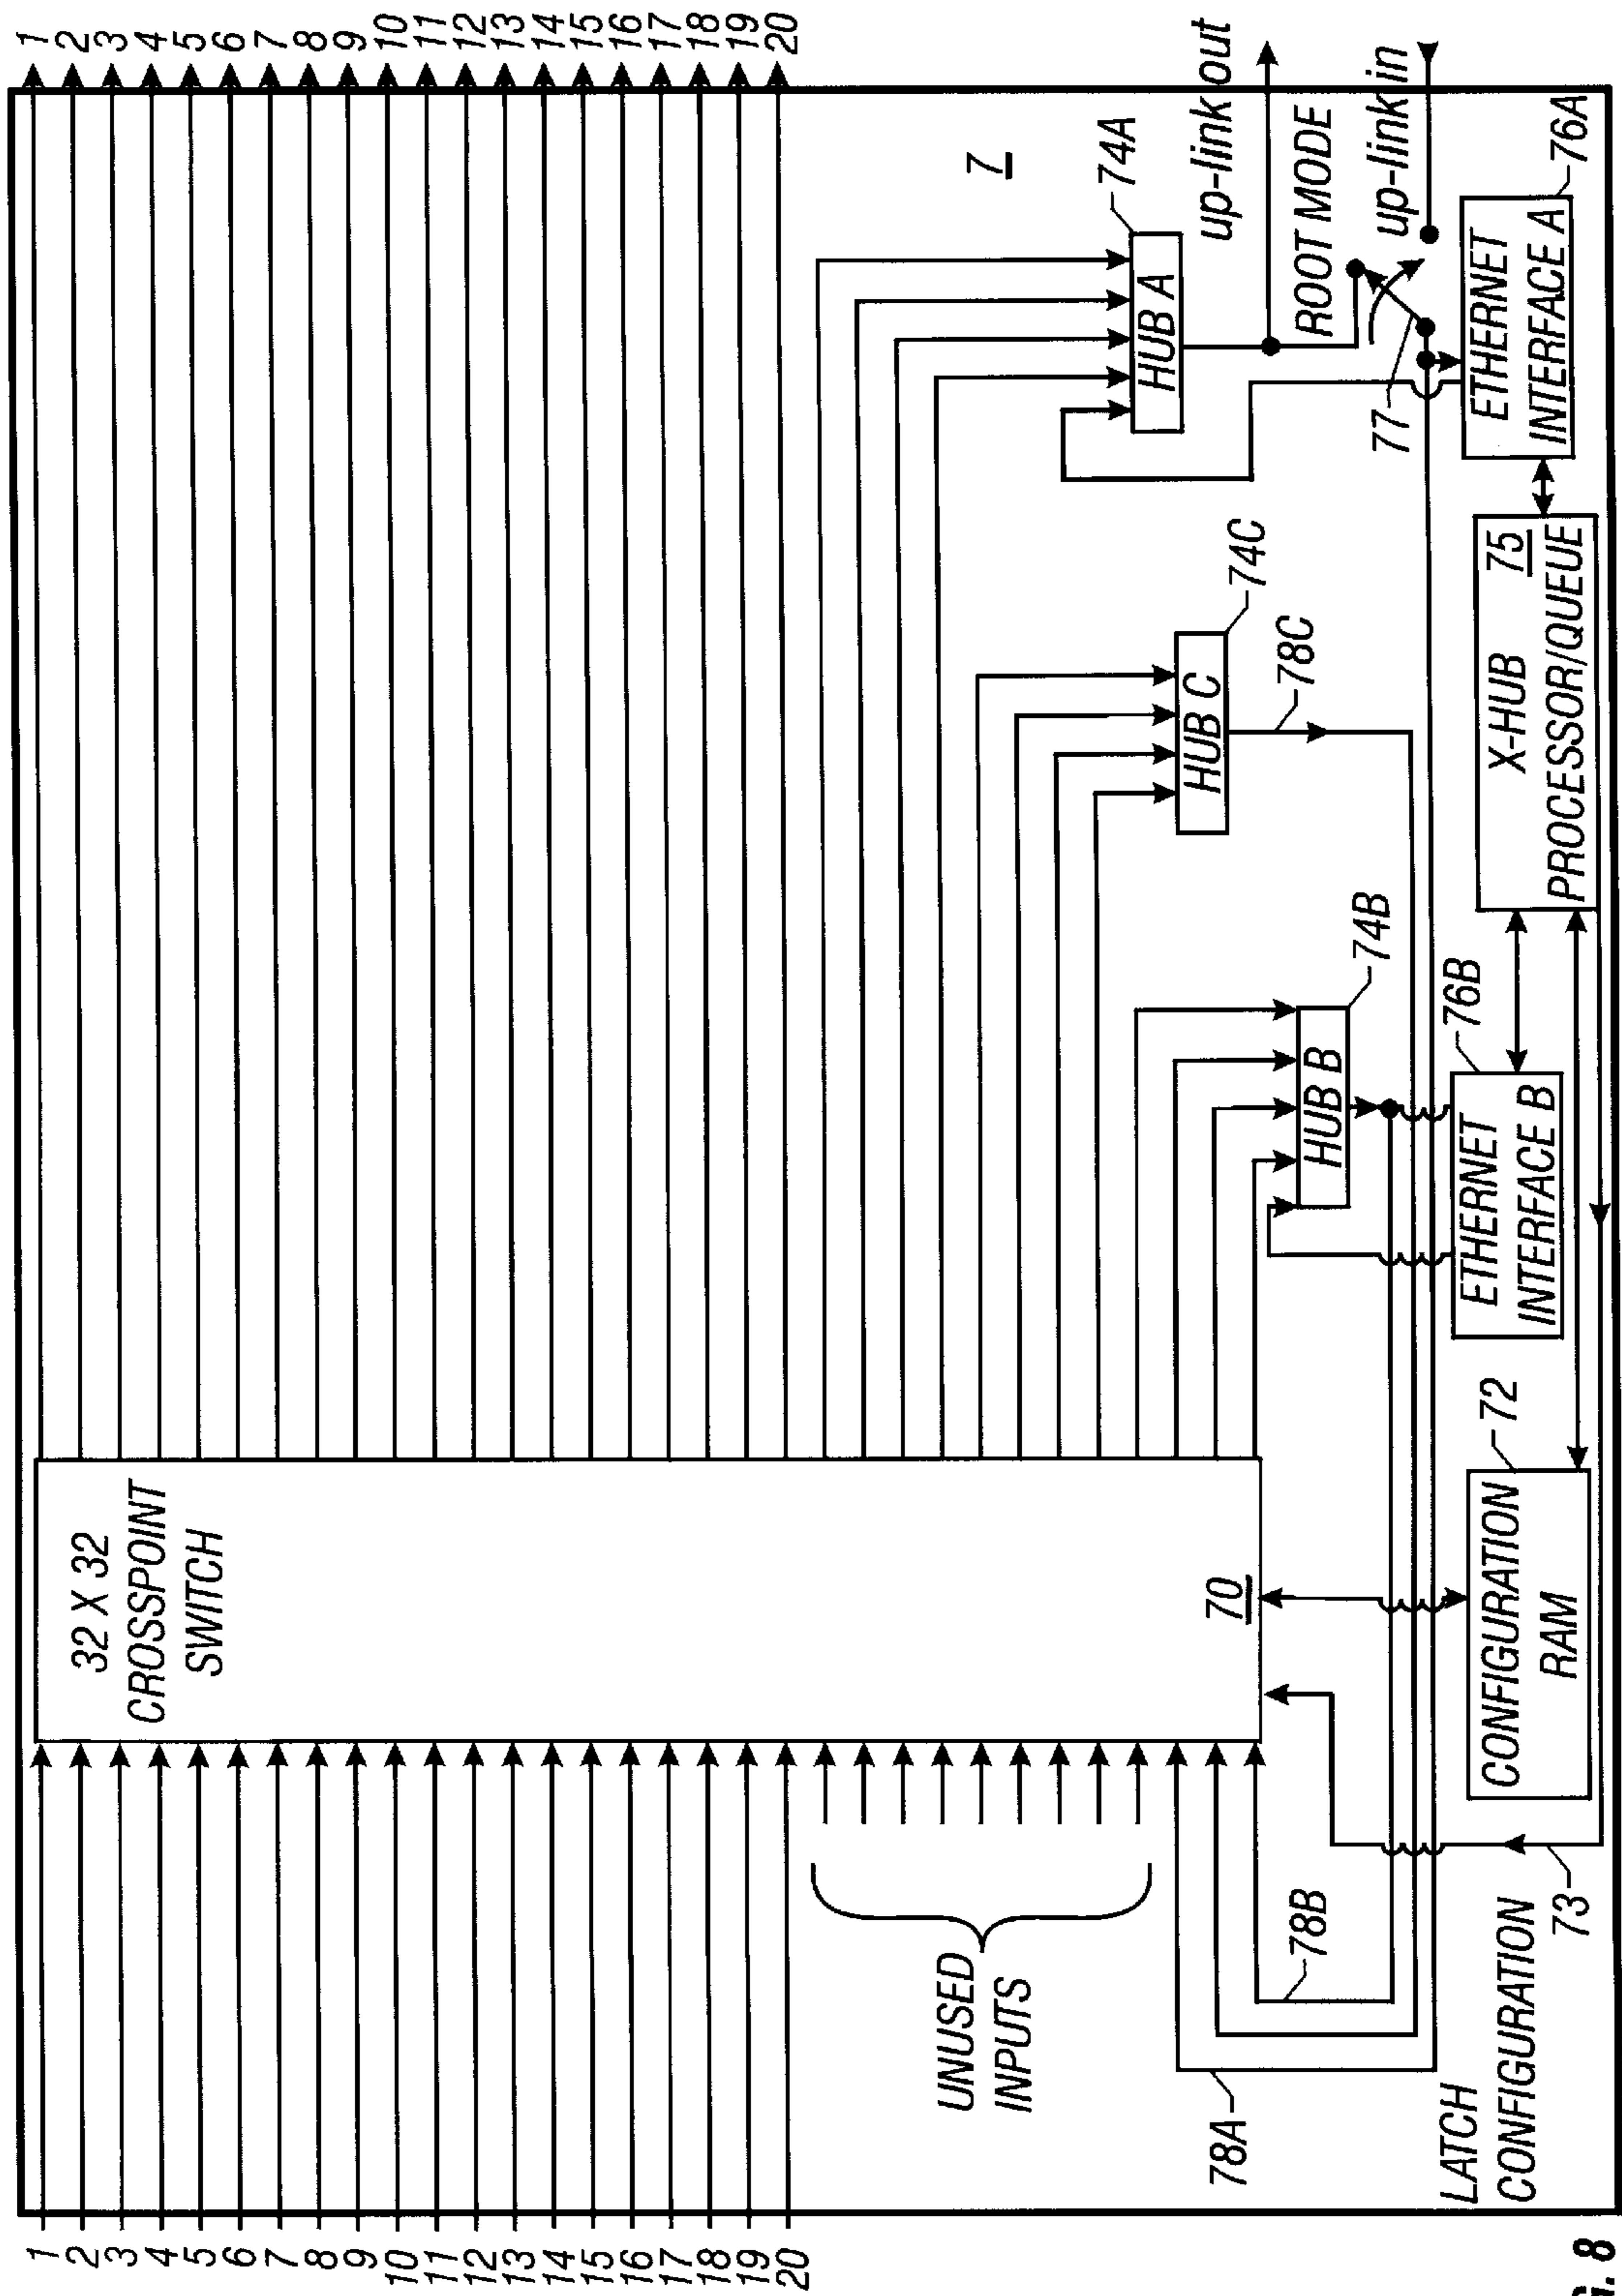 1
2
3
4
5
6
7
8
9
10
11
12
13
14
15
16
17
18
19
20
32 X 32
CROSSPOINT
SWITCH
70
1
2
3
4
5
6
7
8
9
10
11
12
13
14
15
16
17
18
19
20
UNUSED
INPUTS
7
74A
HUB A
up-link out
ROOT MODE
up-link in
77
76A
ETHERNET
INTERFACE A
74C
HUB C
78C
74B
HUB B
76B
ETHERNET
INTERFACE B
X-HUB 75
PROCESSOR/QUEUE
72
CONFIGURATION
RAM
78B
78A
LATCH
CONFIGURATION
73
8